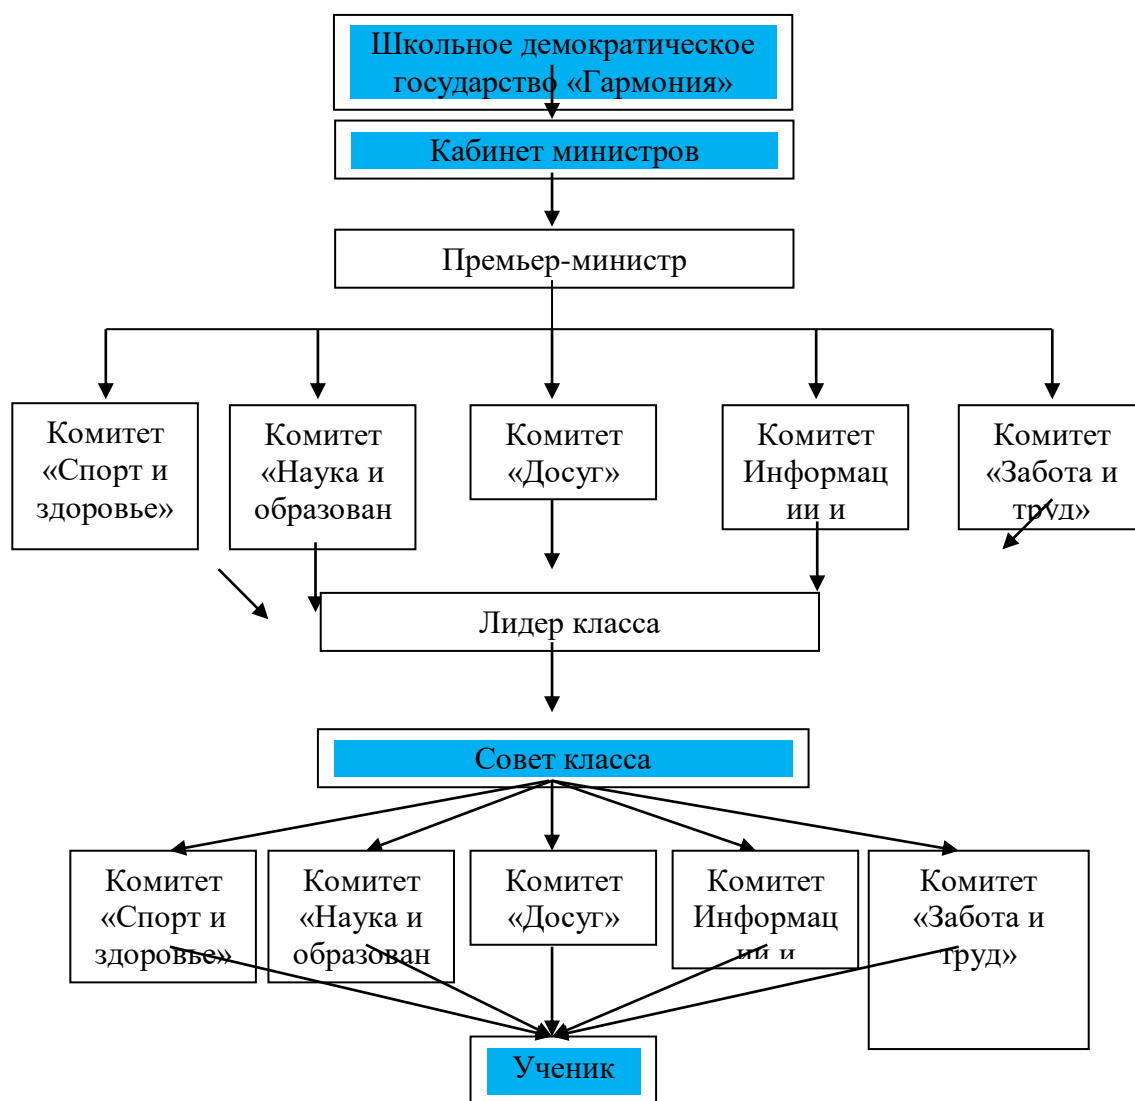 Школьное демократическое
государство «Гармония»
Кабинет министров
Премьер-министр
Комитет
«Спорт и
здоровье»
Комитет
«Наука и
образован
Комитет
«Досуг»
Комитет
Информац
ии и
Комитет
«Забота и
труд»
Лидер класса
Совет класса
Комитет
«Спорт и
здоровье»
Комитет
«Наука и
образован
Комитет
«Досуг»
Комитет
Информац
ии и
Комитет
«Забота и
труд»
Ученик